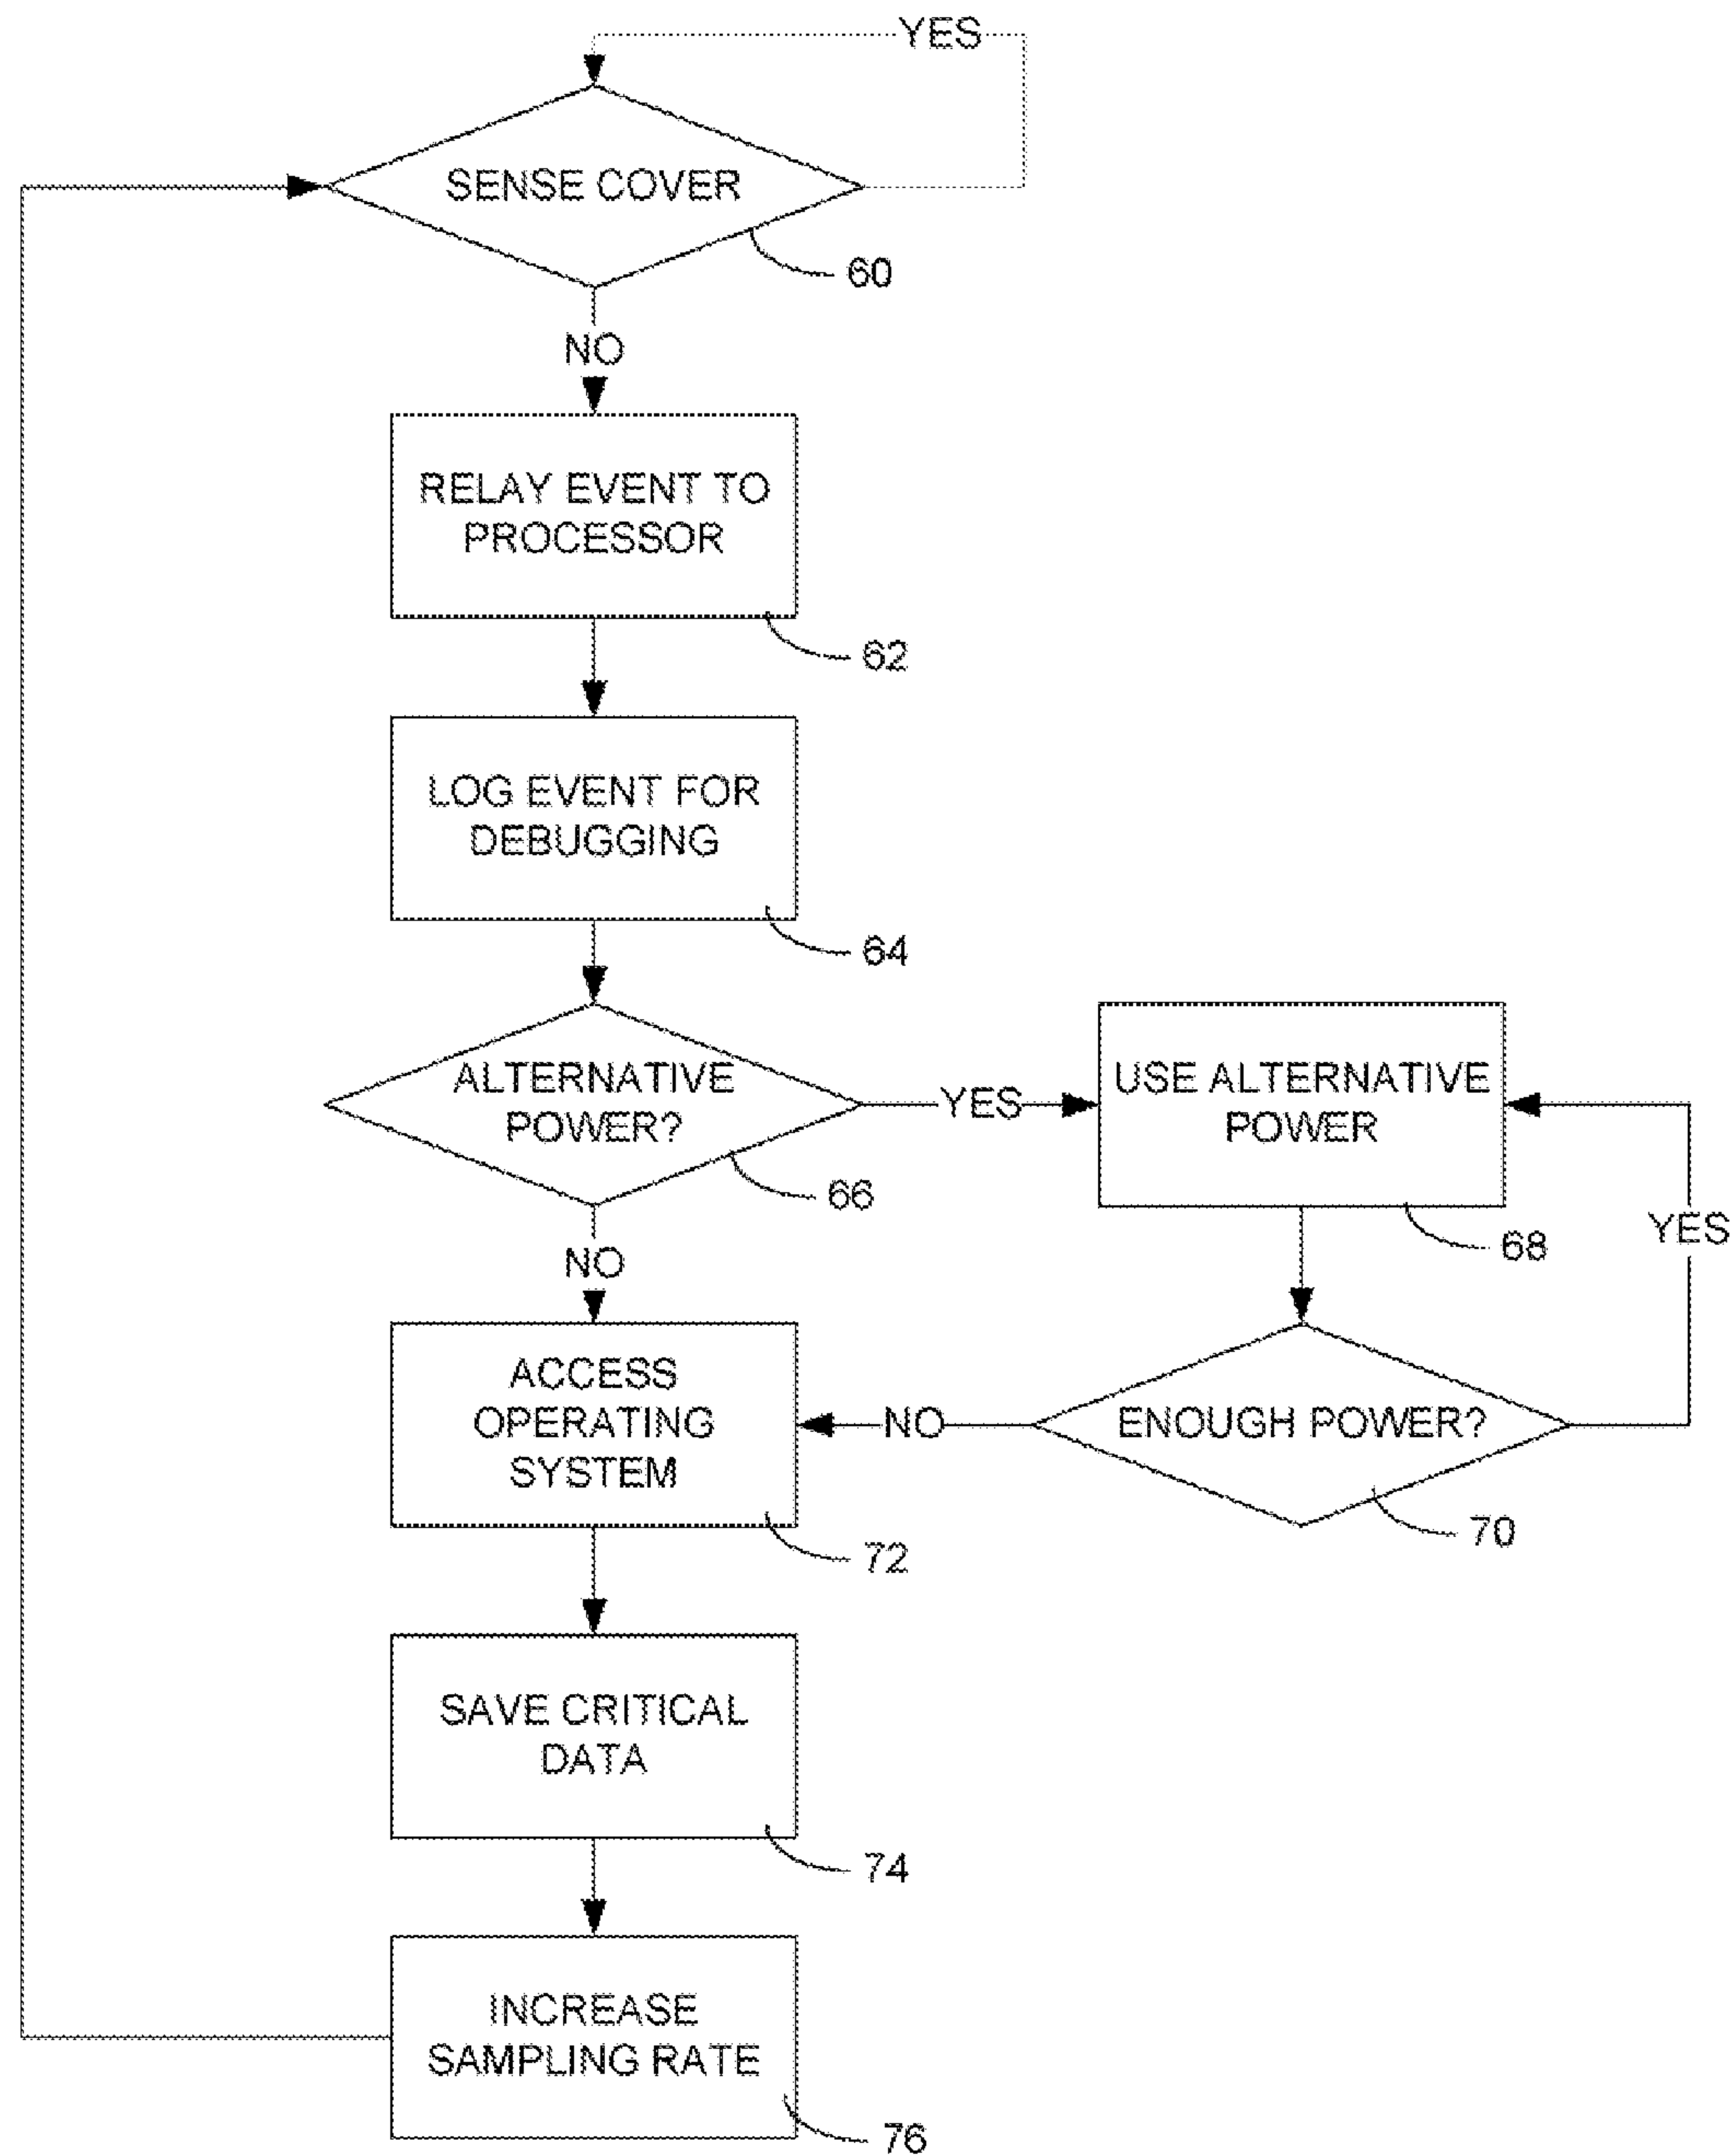 YES
SENSE COVER
60
NO
RELAY EVENT TO
PROCESSOR
62
LOG EVENT FOR
DEBUGGING
64
ALTERNATIVE
POWER?
66
YES
USE ALTERNATIVE
POWER
68
YES
NO
ACCESS
OPERATING
SYSTEM
72
NO
ENOUGH POWER?
70
SAVE CRITICAL
DATA
74
INCREASE
SAMPLING RATE
76